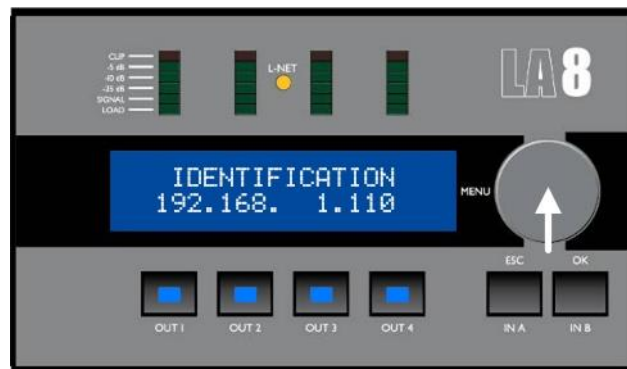 CLIP
-5 dB
-10 dB
-25 dB
SIGNAL
LOAD
L-NET
LA8
IDENTIFICATION
192.168. 1.110
MENU
ESC OK
OUT 1 OUT 2 OUT 3 OUT 4 IN A IN B